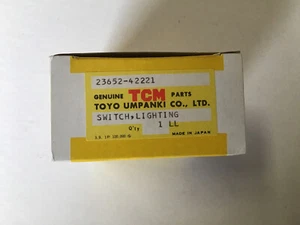 23652-42221
GENUINE TCM PARTS
TOYO UMPANKI CO., LTD.
SWITCH,LIGHTING
Q'ty 1 LL
MADE IN JAPAN